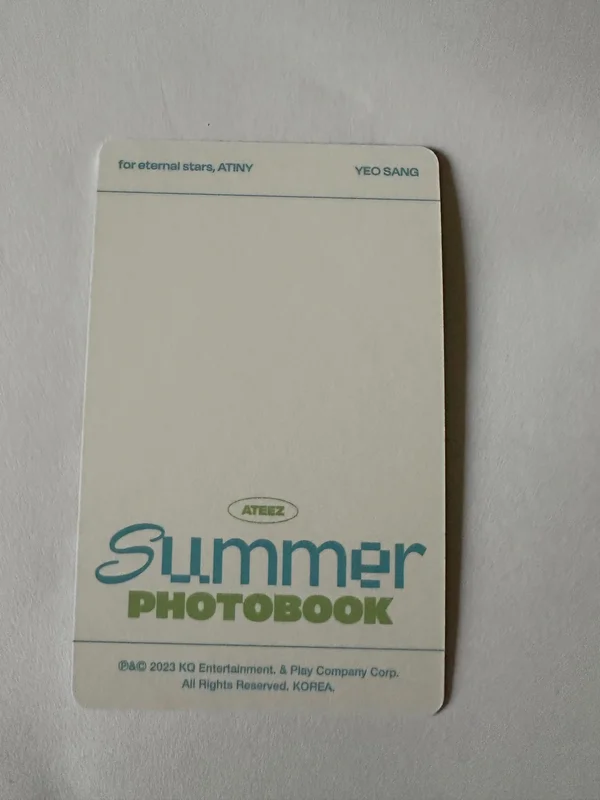 for eternal stars, ATINY YEO SANG
ATEEZ
Summer
PHOTOBOOK
℗&© 2023 KQ Entertainment. & Play Company Corp.
All Rights Reserved. KOREA.